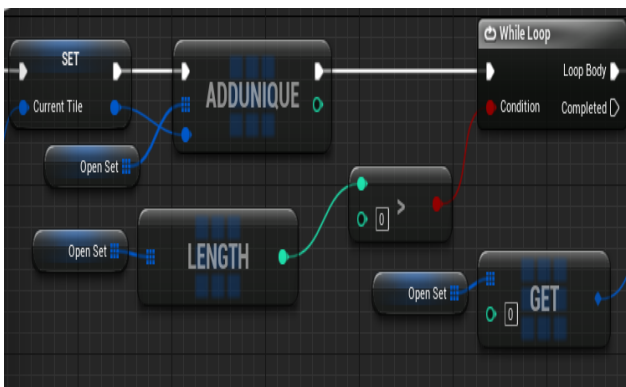 SET
Current Tile
ADDUNIQUE
While Loop
Loop Body
Condition
Completed
Open Set
0
>
Open Set
LENGTH
Open Set
0
GET